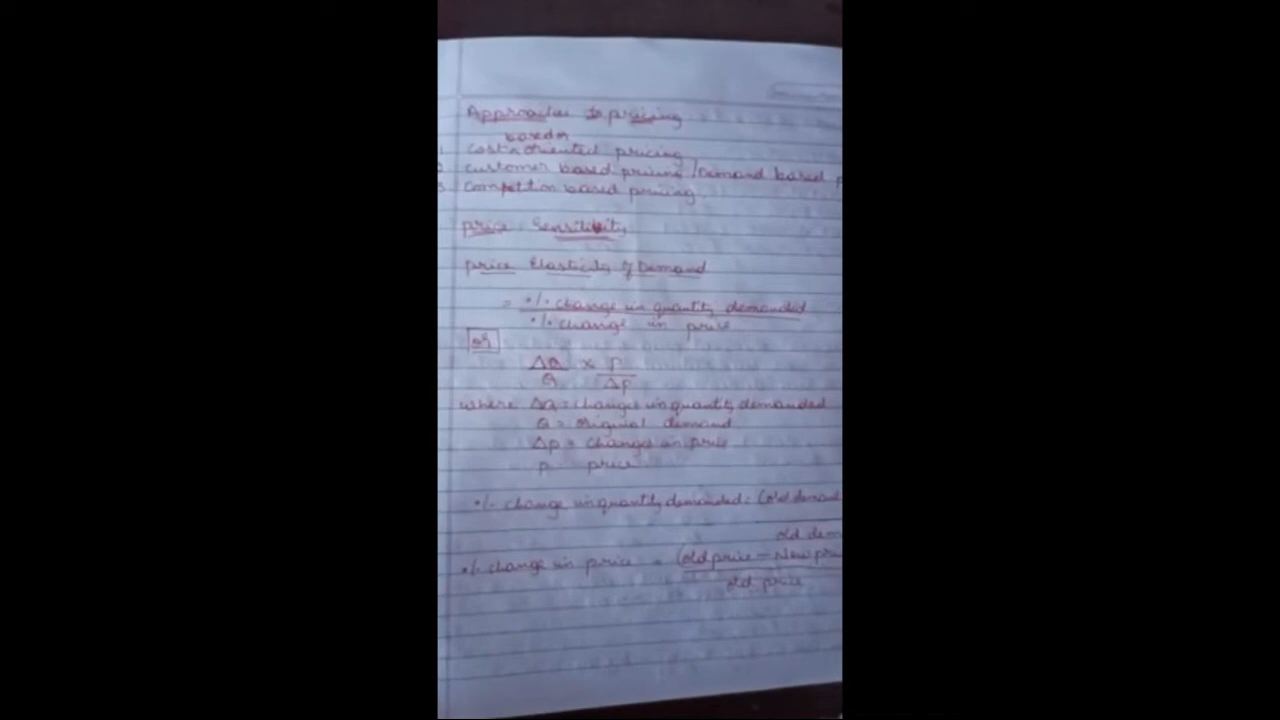 Approaches to pricing
based on
1. Cost oriented pricing
2 Customer based pricing / Demand based p
3 Competition based pricing
price Sensitivity
price Elasticity of Demand
= % change in quantity demanded
% change in price
or
ΔQ × P
Q ΔP
where ΔQ = changes in quantity demanded
Q = original demand
ΔP = changes in price
p price
% change in quantity demanded = (old demand
old dem
% change in price = (old price - New pri
old price